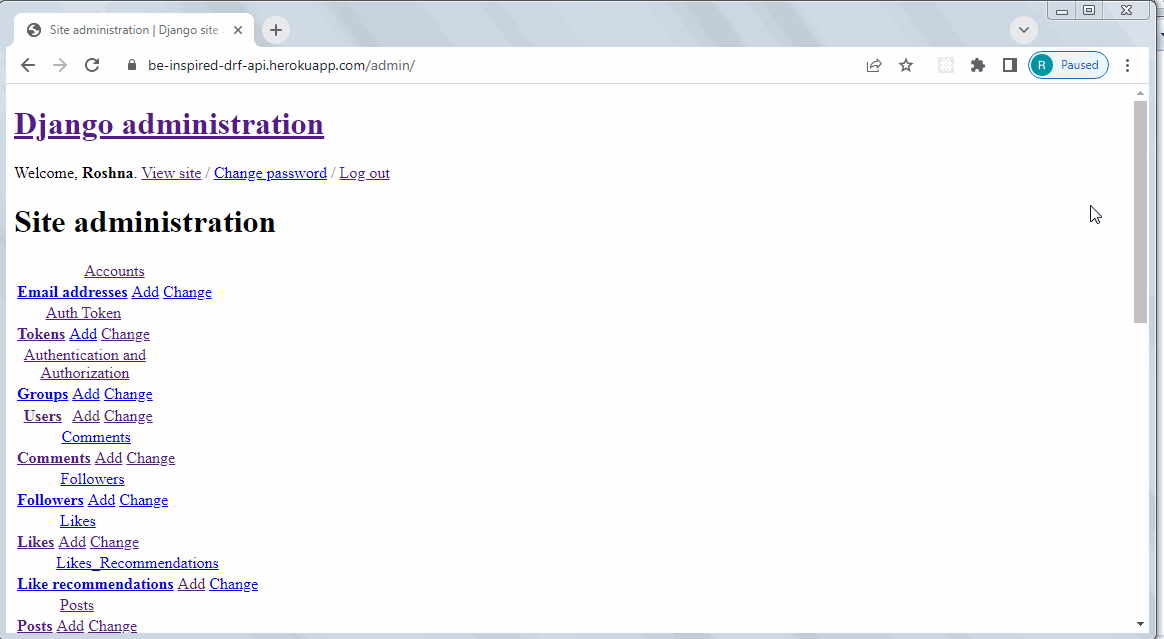 Site administration | Django site
be-inspired-drf-api.herokuapp.com/admin/
R Paused
Django administration
Welcome, Roshna. View site / Change password / Log out
Site administration
Accounts
Email addresses Add Change
Auth Token
Tokens Add Change
Authentication and
Authorization
Groups Add Change
Users Add Change
Comments
Comments Add Change
Followers
Followers Add Change
Likes
Likes Add Change
Likes_Recommendations
Like recommendations Add Change
Posts
Posts Add Change